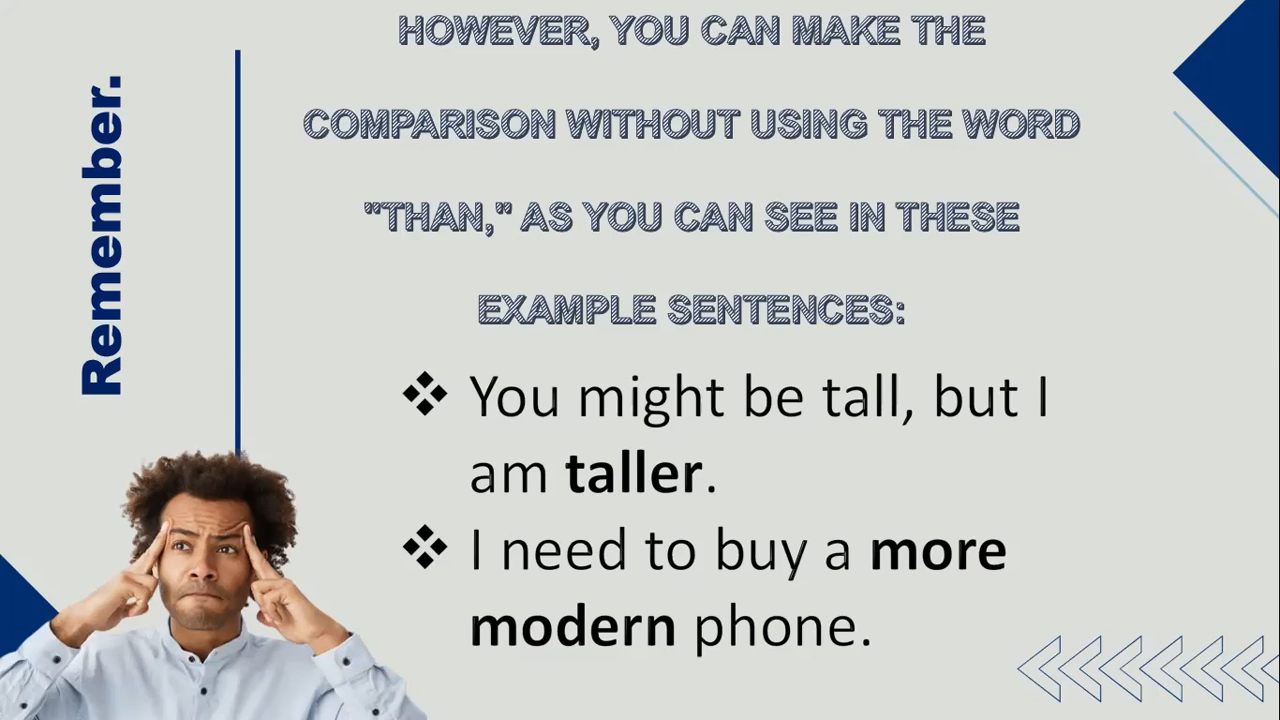 Remember.
HOWEVER, YOU CAN MAKE THE
COMPARISON WITHOUT USING THE WORD
"THAN," AS YOU CAN SEE IN THESE
EXAMPLE SENTENCES:
❖ You might be tall, but I
am taller.
❖ I need to buy a more
modern phone.